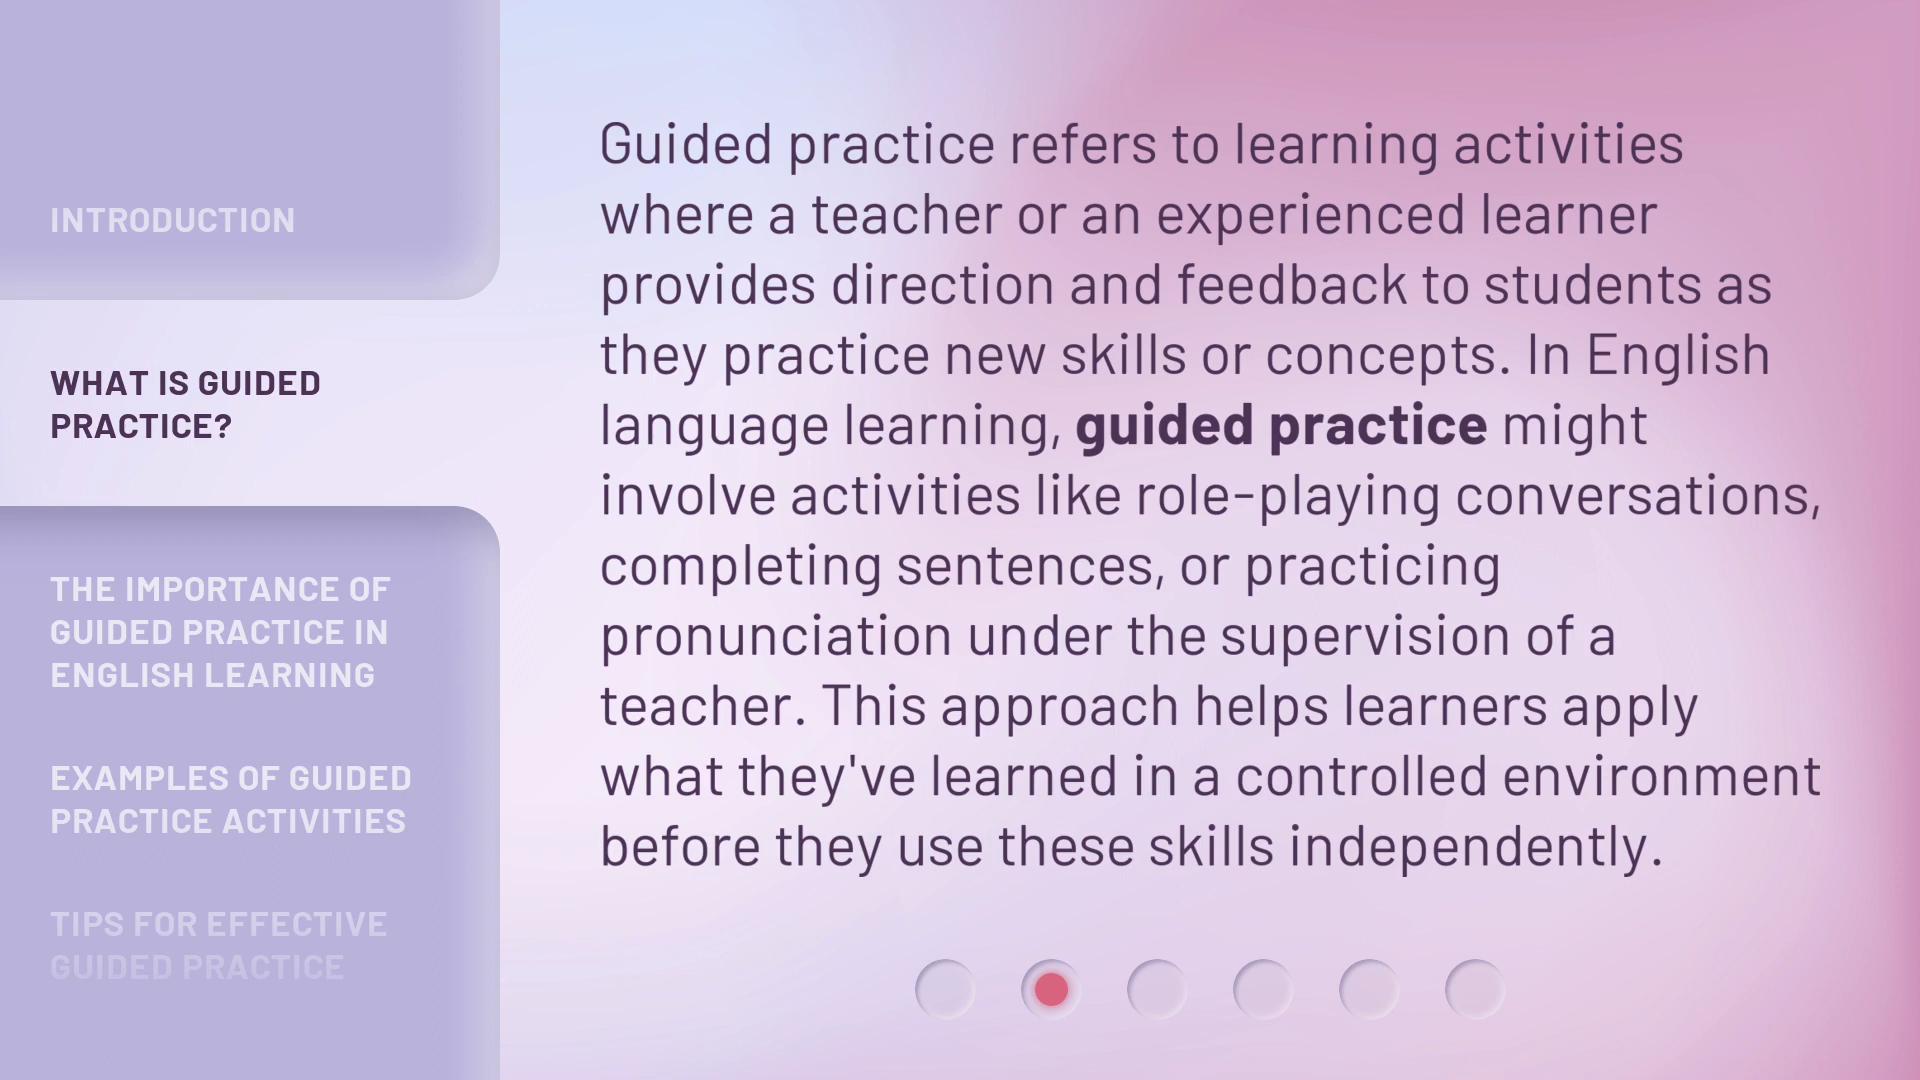 INTRODUCTION
WHAT IS GUIDED
PRACTICE?
THE IMPORTANCE OF
GUIDED PRACTICE IN
ENGLISH LEARNING
EXAMPLES OF GUIDED
PRACTICE ACTIVITIES
TIPS FOR EFFECTIVE
GUIDED PRACTICE
Guided practice refers to learning activities
where a teacher or an experienced learner
provides direction and feedback to students as
they practice new skills or concepts. In English
language learning, guided practice might
involve activities like role-playing conversations,
completing sentences, or practicing
pronunciation under the supervision of a
teacher. This approach helps learners apply
what they've learned in a controlled environment
before they use these skills independently.